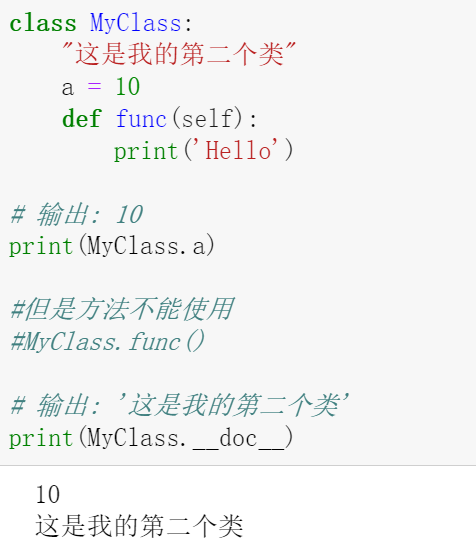 class MyClass:
    "这是我的第二个类"
    a = 10
    def func(self):
        print('Hello')
# 输出: 10
print(MyClass.a)
#但是方法不能使用
#MyClass.func()
# 输出: '这是我的第二个类'
print(MyClass.__doc__)
10
这是我的第二个类